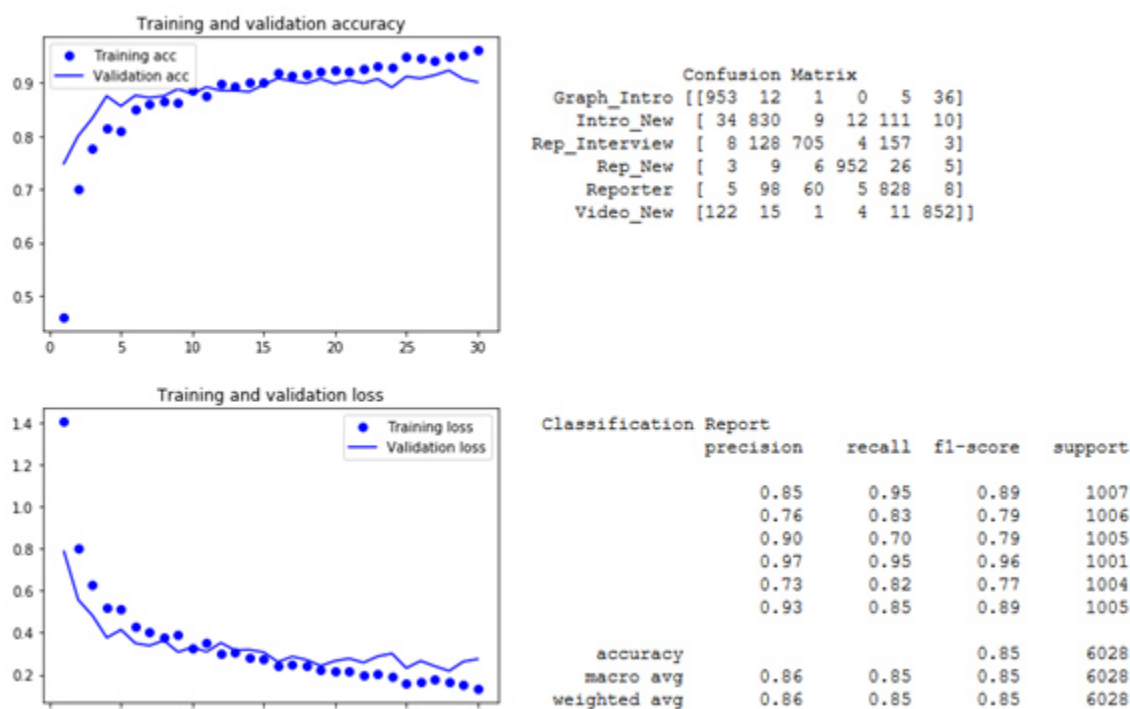 Training and validation accuracy
Training acc
Validation acc
0.9
0.8
0.7
0.6
0.5
0 5 10 15 20 25 30
Confusion Matrix
Graph_Intro [[953 12 1 0 5 36]
Intro_New [ 34 830 9 12 111 10]
Rep_Interview [ 8 128 705 4 157 3]
Rep_New [ 3 9 6 952 26 5]
Reporter [ 5 98 60 5 828 8]
Video_New [122 15 1 4 11 852]]
Training and validation loss
Training loss
Validation loss
1.4
1.2
1.0
0.8
0.6
0.4
0.2
Classification Report
precision recall f1-score support
0.85 0.95 0.89 1007
0.76 0.83 0.79 1006
0.90 0.70 0.79 1005
0.97 0.95 0.96 1001
0.73 0.82 0.77 1004
0.93 0.85 0.89 1005
accuracy 0.85 6028
macro avg 0.86 0.85 0.85 6028
weighted avg 0.86 0.85 0.85 6028